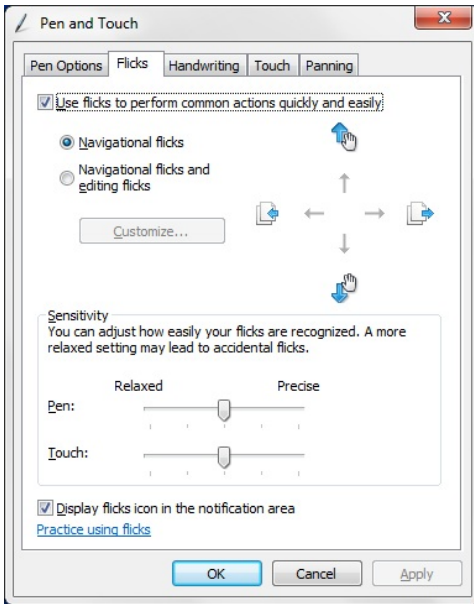 Pen and Touch
Pen Options Flicks Handwriting Touch Panning
Use flicks to perform common actions quickly and easily
Navigational flicks
Navigational flicks and
editing flicks
Customize...
Sensitivity
You can adjust how easily your flicks are recognized. A more
relaxed setting may lead to accidental flicks.
Relaxed Precise
Pen:
Touch:
Display flicks icon in the notification area
Practice using flicks
OK Cancel Apply